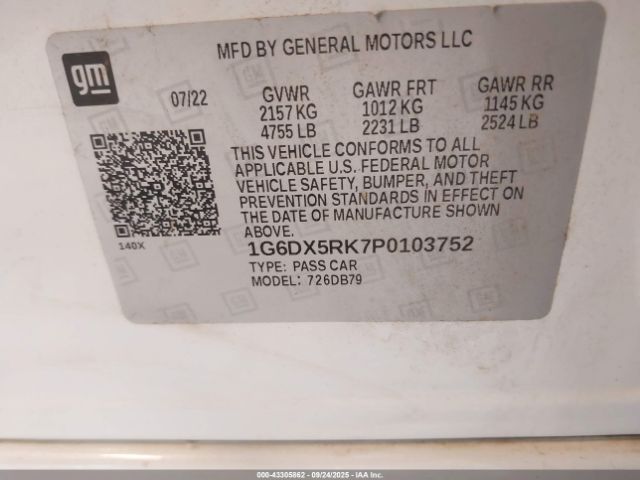 gm
MFD BY GENERAL MOTORS LLC
07/22 GVWR GAWR FRT GAWR RR
2157 KG 1012 KG 1145 KG
4755 LB 2231 LB 2524 LB
THIS VEHICLE CONFORMS TO ALL
APPLICABLE U.S. FEDERAL MOTOR
VEHICLE SAFETY, BUMPER, AND THEFT
PREVENTION STANDARDS IN EFFECT ON
THE DATE OF MANUFACTURE SHOWN
ABOVE.
140X
1G6DX5RK7P0103752
TYPE: PASS CAR
MODEL: 726DB79
000-43305862 - 09/24/2025 - IAA Inc.